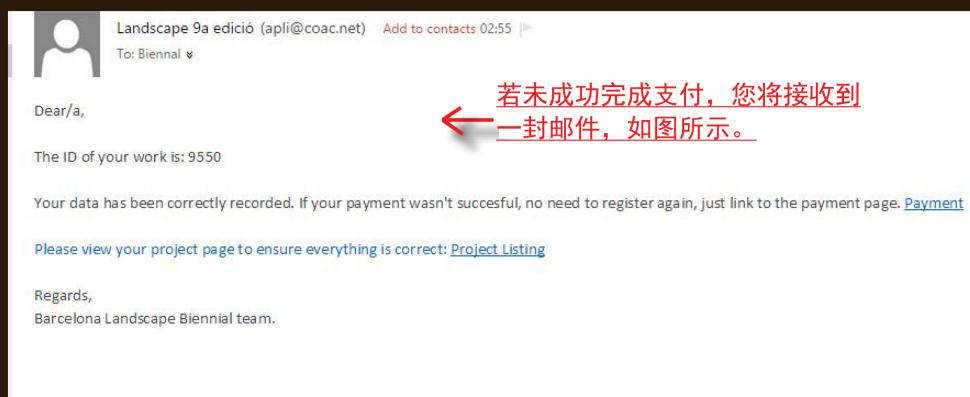 Landscape 9a edició (apli@coac.net) Add to contacts 02:55
To: Biennal
若未成功完成支付，您将接收到
一封邮件，如图所示。
Dear/a,
The ID of your work is: 9550
Your data has been correctly recorded. If your payment wasn't succesful, no need to register again, just link to the payment page. Payment
Please view your project page to ensure everything is correct: Project Listing
Regards,
Barcelona Landscape Biennial team.